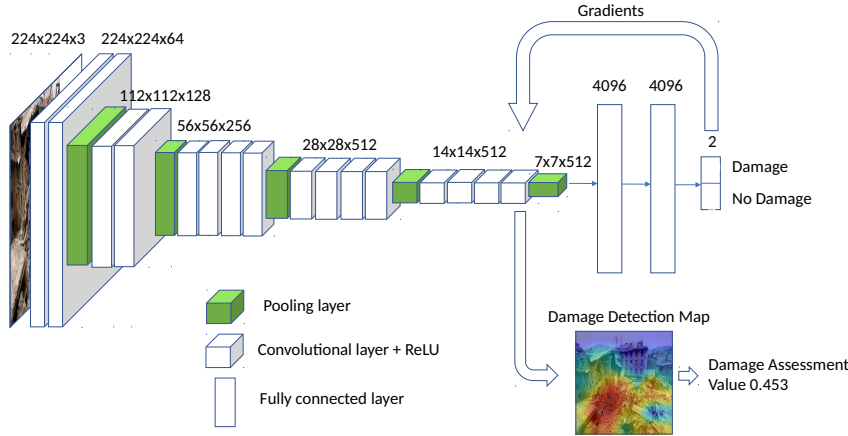 Gradients
224x224x3
224x224x64
112x112x128
56x56x256
28x28x512
14x14x512
7x7x512
4096
4096
2
Damage
No Damage
Pooling layer
Convolutional layer + ReLU
Fully connected layer
Damage Detection Map
Damage Assessment
Value 0.453